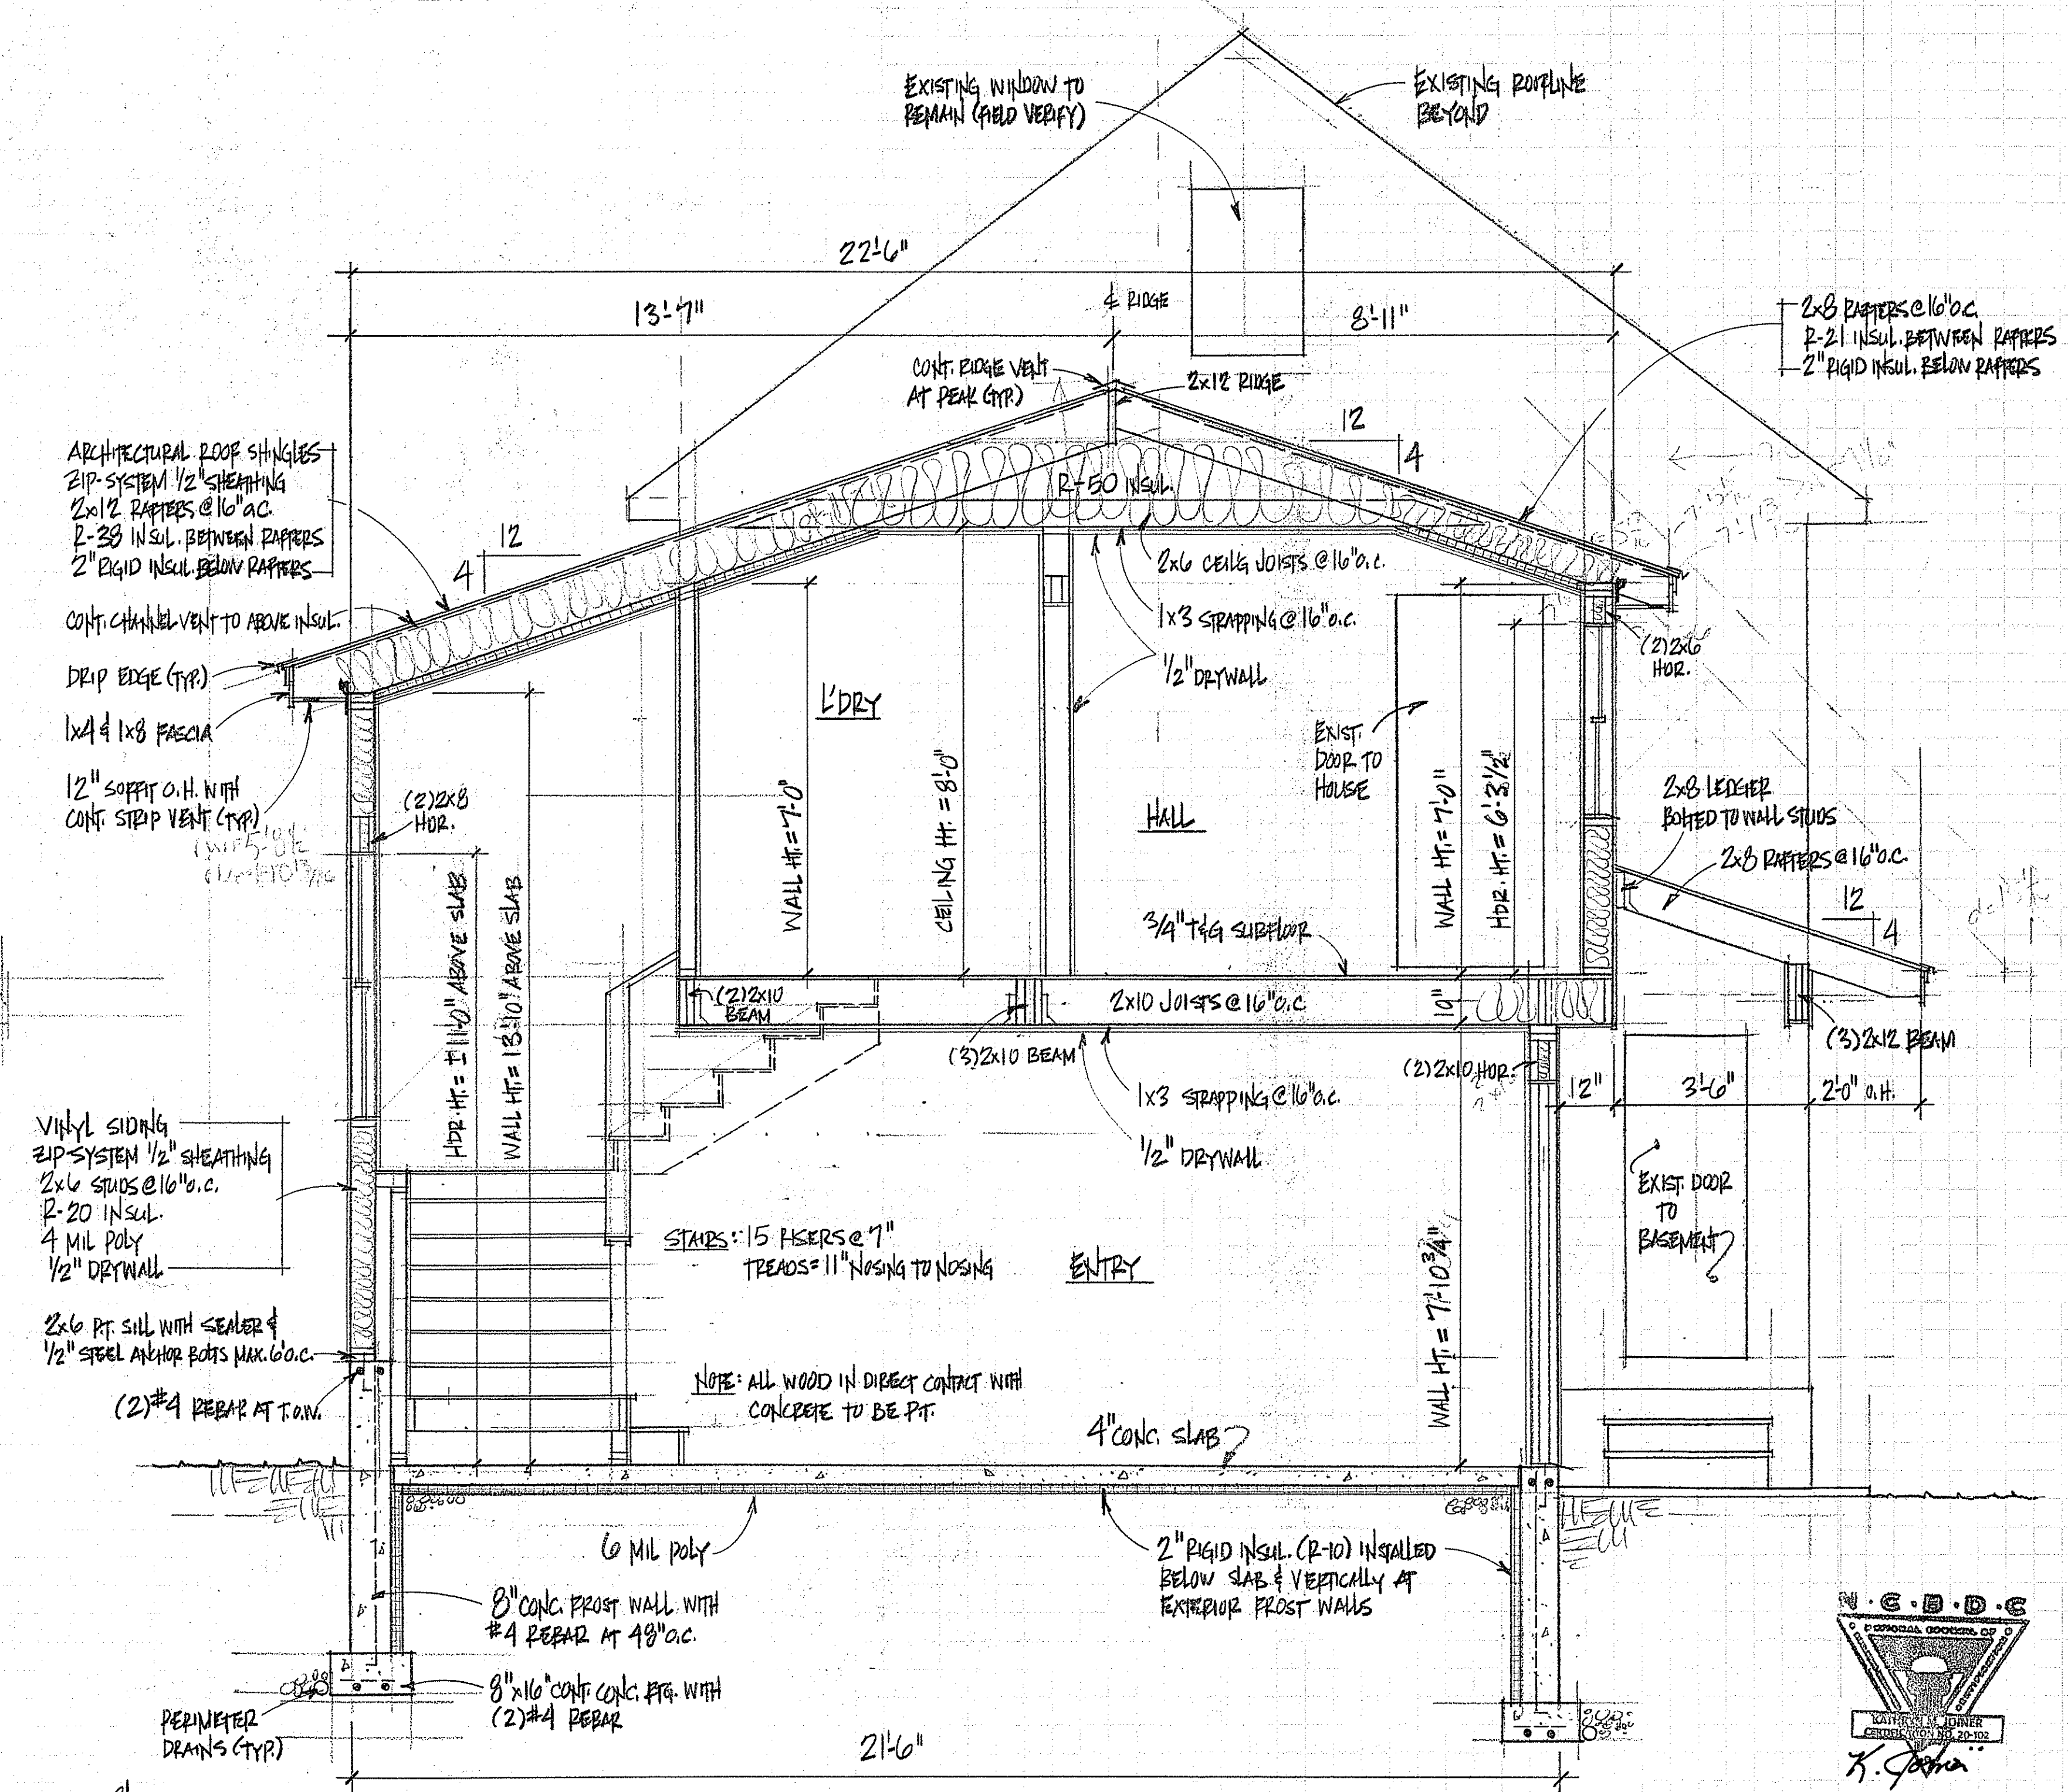 EXISTING WINDOW TO
REMAIN (FIELD VERIFY)
EXISTING ROOFLINE
BEYOND
22'-6"
13'-7"
℄ RIDGE
8'-11"
2x8 RAFTERS @ 16" O.C.
R-21 INSUL. BETWEEN RAFTERS
2" RIGID INSUL. BELOW RAFTERS
CONT. RIDGE VENT
AT PEAK (TYP.)
2x12 RIDGE
12
4
ARCHITECTURAL ROOF SHINGLES
ZIP-SYSTEM 1/2" SHEATHING
2x12 RAFTERS @ 16" O.C.
R-38 INSUL. BETWEEN RAFTERS
2" RIGID INSUL. BELOW RAFTERS
12
4
R-50 INSUL.
2x6 CEIL'G JOISTS @ 16" O.C.
CONT. CHANNEL VENT TO ABOVE INSUL.
1x3 STRAPPING @ 16" O.C.
(2) 2x6
HDR.
DRIP EDGE (TYP.)
1/2" DRYWALL
L'DRY
1x4 & 1x8 FASCIA
EXIST.
DOOR TO
HOUSE
12" SOFFIT O.H. WITH
CONT. STRIP VENT (TYP.)
(2) 2x8
HDR.
WALL HT. = 7'-0"
CEILING HT. = 8'-0"
HALL
WALL HT. = 7'-0"
HDR. HT. = 6'-3 1/2"
2x8 LEDGER
BOLTED TO WALL STUDS
2x8 RAFTERS @ 16" O.C.
12
4
HDR. HT. = ±11'-0" ABOVE SLAB
WALL HT. = 13'-10" ABOVE SLAB
3/4" T&G SUBFLOOR
(2) 2x10
BEAM
2x10 JOISTS @ 16" O.C.
10"
(3) 2x10 BEAM
(2) 2x10 HDR.
(3) 2x12 BEAM
1x3 STRAPPING @ 16" O.C.
12"
3'-6"
2'-0" O.H.
1/2" DRYWALL
VINYL SIDING
ZIP-SYSTEM 1/2" SHEATHING
2x6 STUDS @ 16" O.C.
R-20 INSUL.
4 MIL POLY
1/2" DRYWALL
EXIST. DOOR
TO
BASEMENT
STAIRS: 15 RISERS @ 7"
TREADS = 11" NOSING TO NOSING
ENTRY
WALL HT. = 7'-10 3/4"
2x6 P.T. SILL WITH SEALER &
1/2" STEEL ANCHOR BOLTS MAX. 6' O.C.
(2) #4 REBAR AT T.O.W.
NOTE: ALL WOOD IN DIRECT CONTACT WITH
CONCRETE TO BE P.T.
4" CONC. SLAB
6 MIL POLY
2" RIGID INSUL. (R-10) INSTALLED
BELOW SLAB & VERTICALLY AT
EXTERIOR FROST WALLS
8" CONC. FROST WALL WITH
#4 REBAR AT 48" O.C.
8"x16" CONT. CONC. FTG. WITH
(2) #4 REBAR
PERIMETER
DRAINS (TYP.)
21'-6"
N·C·B·D·C
KATHRYN M. JOINER
CERTIFICATION NO. 20-102
K. Joiner